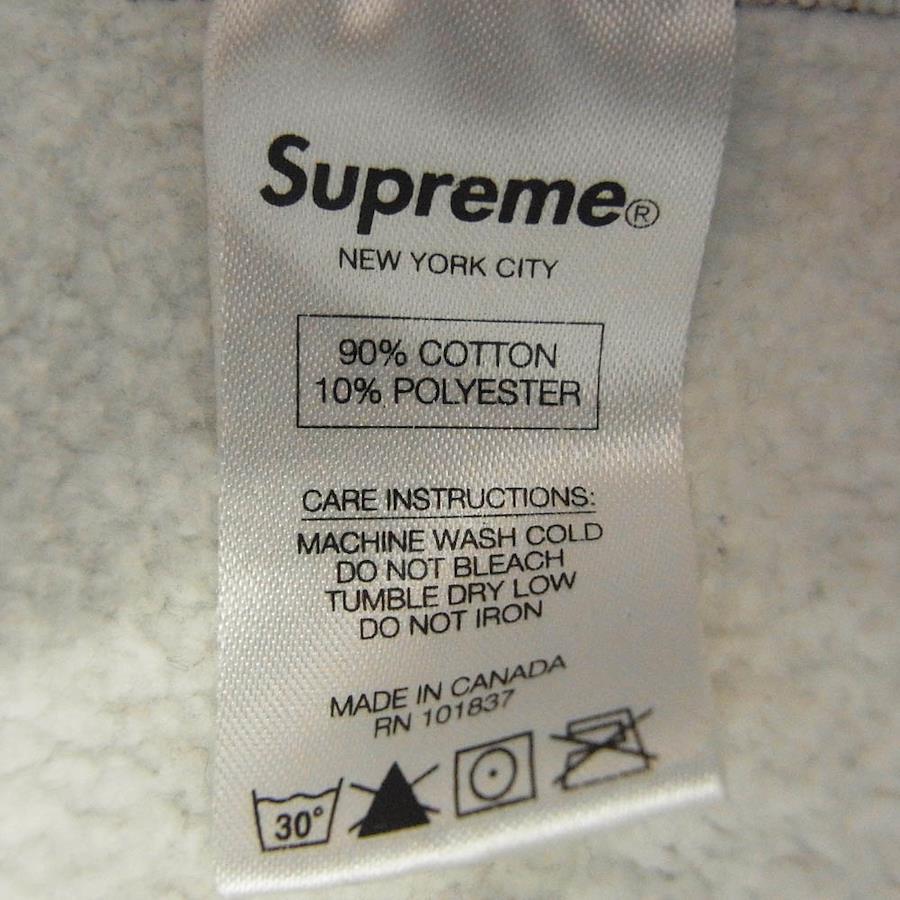 Supreme®
NEW YORK CITY
90% COTTON
10% POLYESTER
CARE INSTRUCTIONS:
MACHINE WASH COLD
DO NOT BLEACH
TUMBLE DRY LOW
DO NOT IRON
MADE IN CANADA
RN 101837
30°